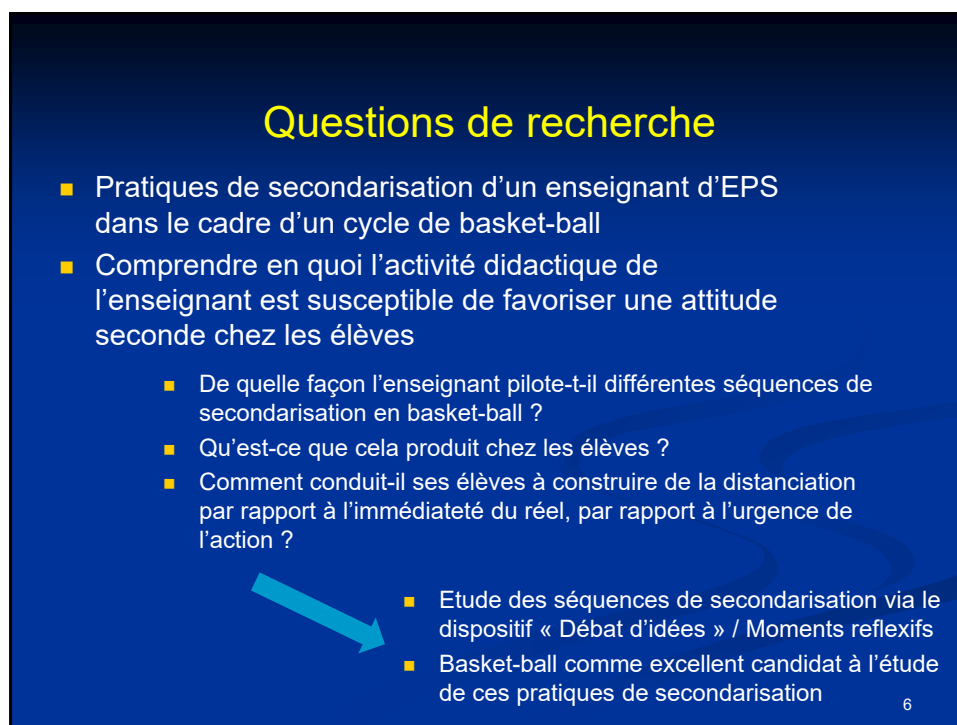 Questions de recherche
Pratiques de secondarisation d’un enseignant d’EPS
dans le cadre d’un cycle de basket-ball
Comprendre en quoi l’activité didactique de
l’enseignant est susceptible de favoriser une attitude
seconde chez les élèves
De quelle façon l’enseignant pilote-t-il différentes séquences de
secondarisation en basket-ball ?
Qu’est-ce que cela produit chez les élèves ?
Comment conduit-il ses élèves à construire de la distanciation
par rapport à l’immédiateté du réel, par rapport à l’urgence de
l’action ?
Etude des séquences de secondarisation via le
dispositif « Débat d’idées » / Moments reflexifs
Basket-ball comme excellent candidat à l’étude
de ces pratiques de secondarisation
6